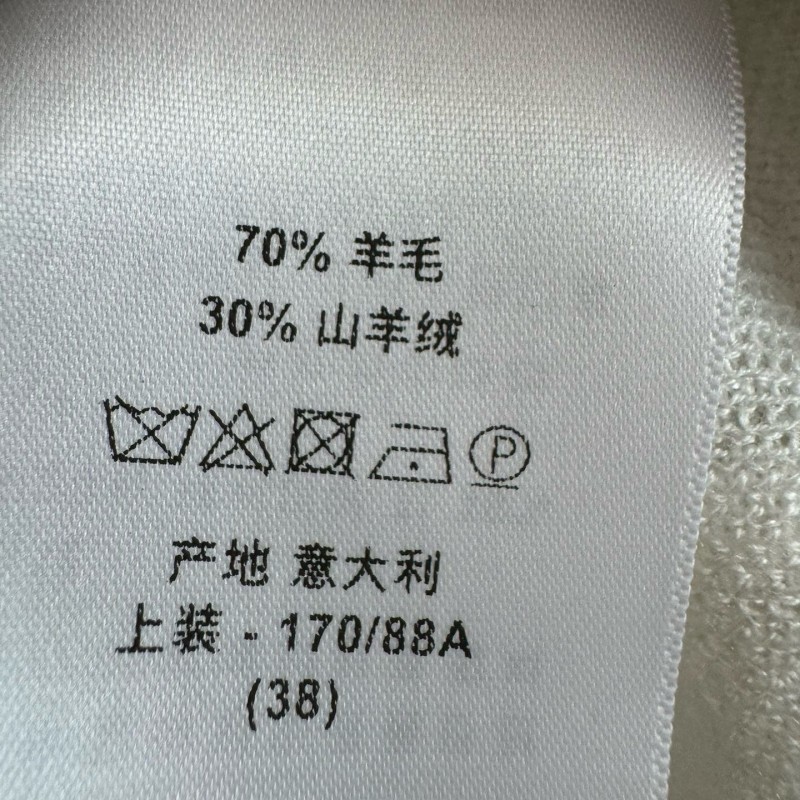 70% 羊毛
30% 山羊绒
P
产地 意大利
上装 - 170/88A
(38)